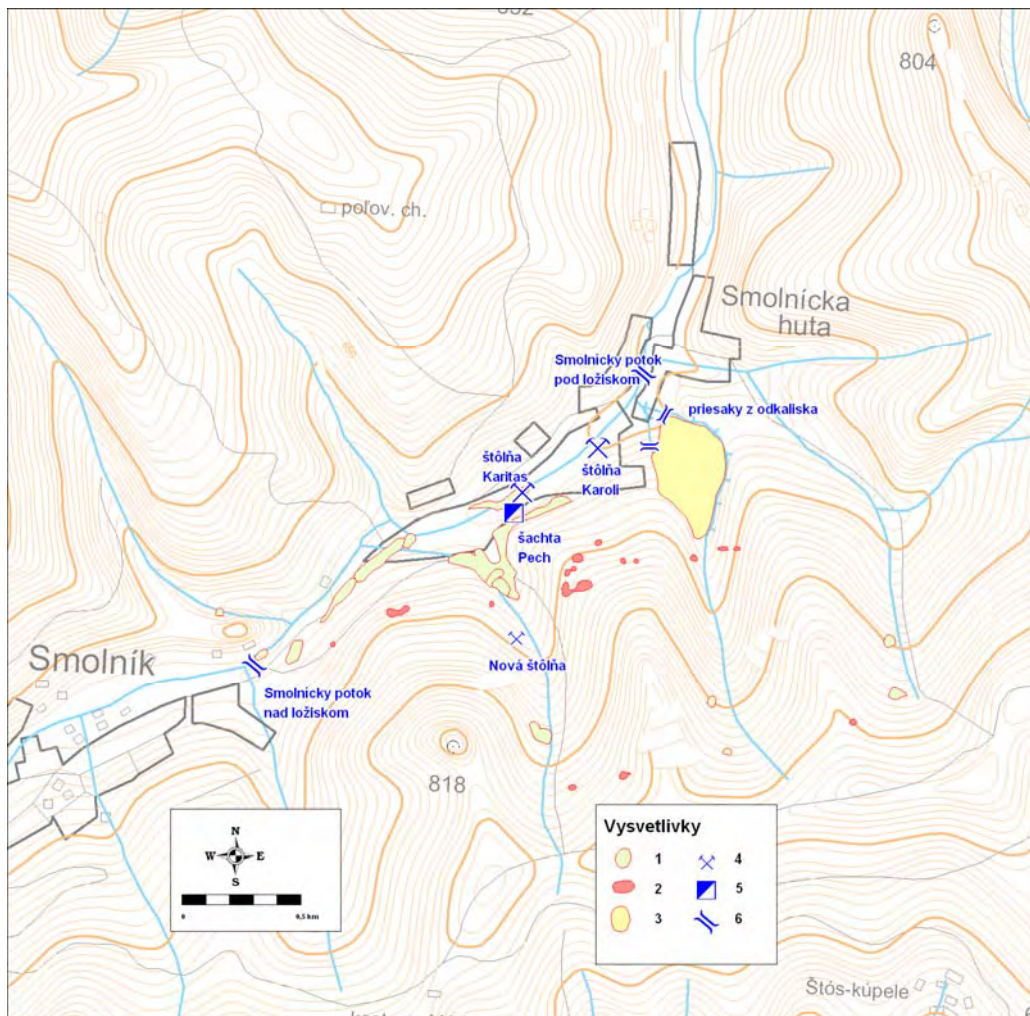 804
poľov. ch.
Smolnícka
huta
Smolnícky potok
pod ložiskom
priesaky z odkaliska
štôlňa
Karitas
štôlňa
Karoli
šachta
Pech
Smolník
Nová štôlňa
Smolnícky potok
nad ložiskom
818
N
W E
S
0 0,5 km
Vysvetlivky
1 4
2 5
3 6
Štós-kúpele